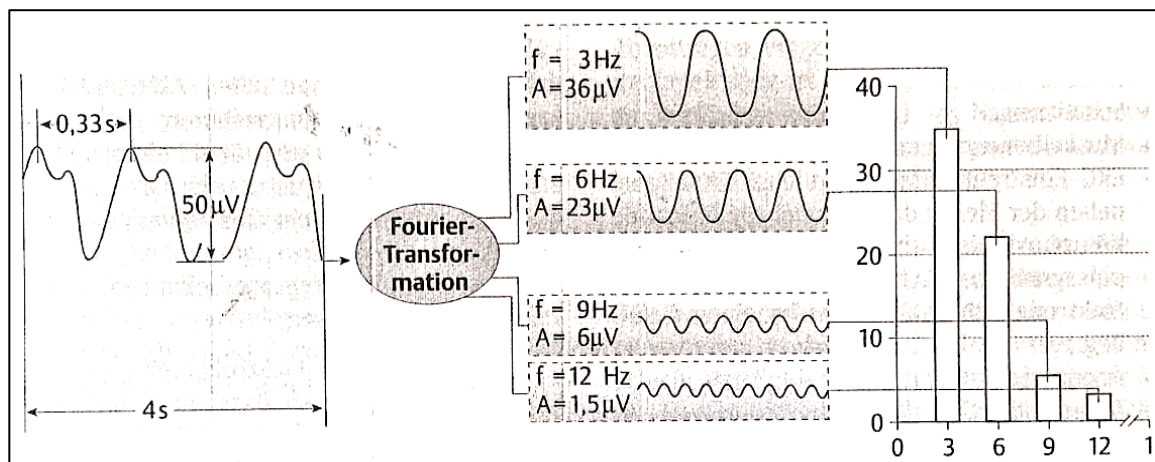 0,33s
50µV
4s
Fourier-
Transfor-
mation
f = 3Hz
A=36µV
f = 6Hz
A=23µV
f = 9Hz
A= 6µV
f =12 Hz
A=1,5µV
40
30
20
10
0
0 3 6 9 12 1